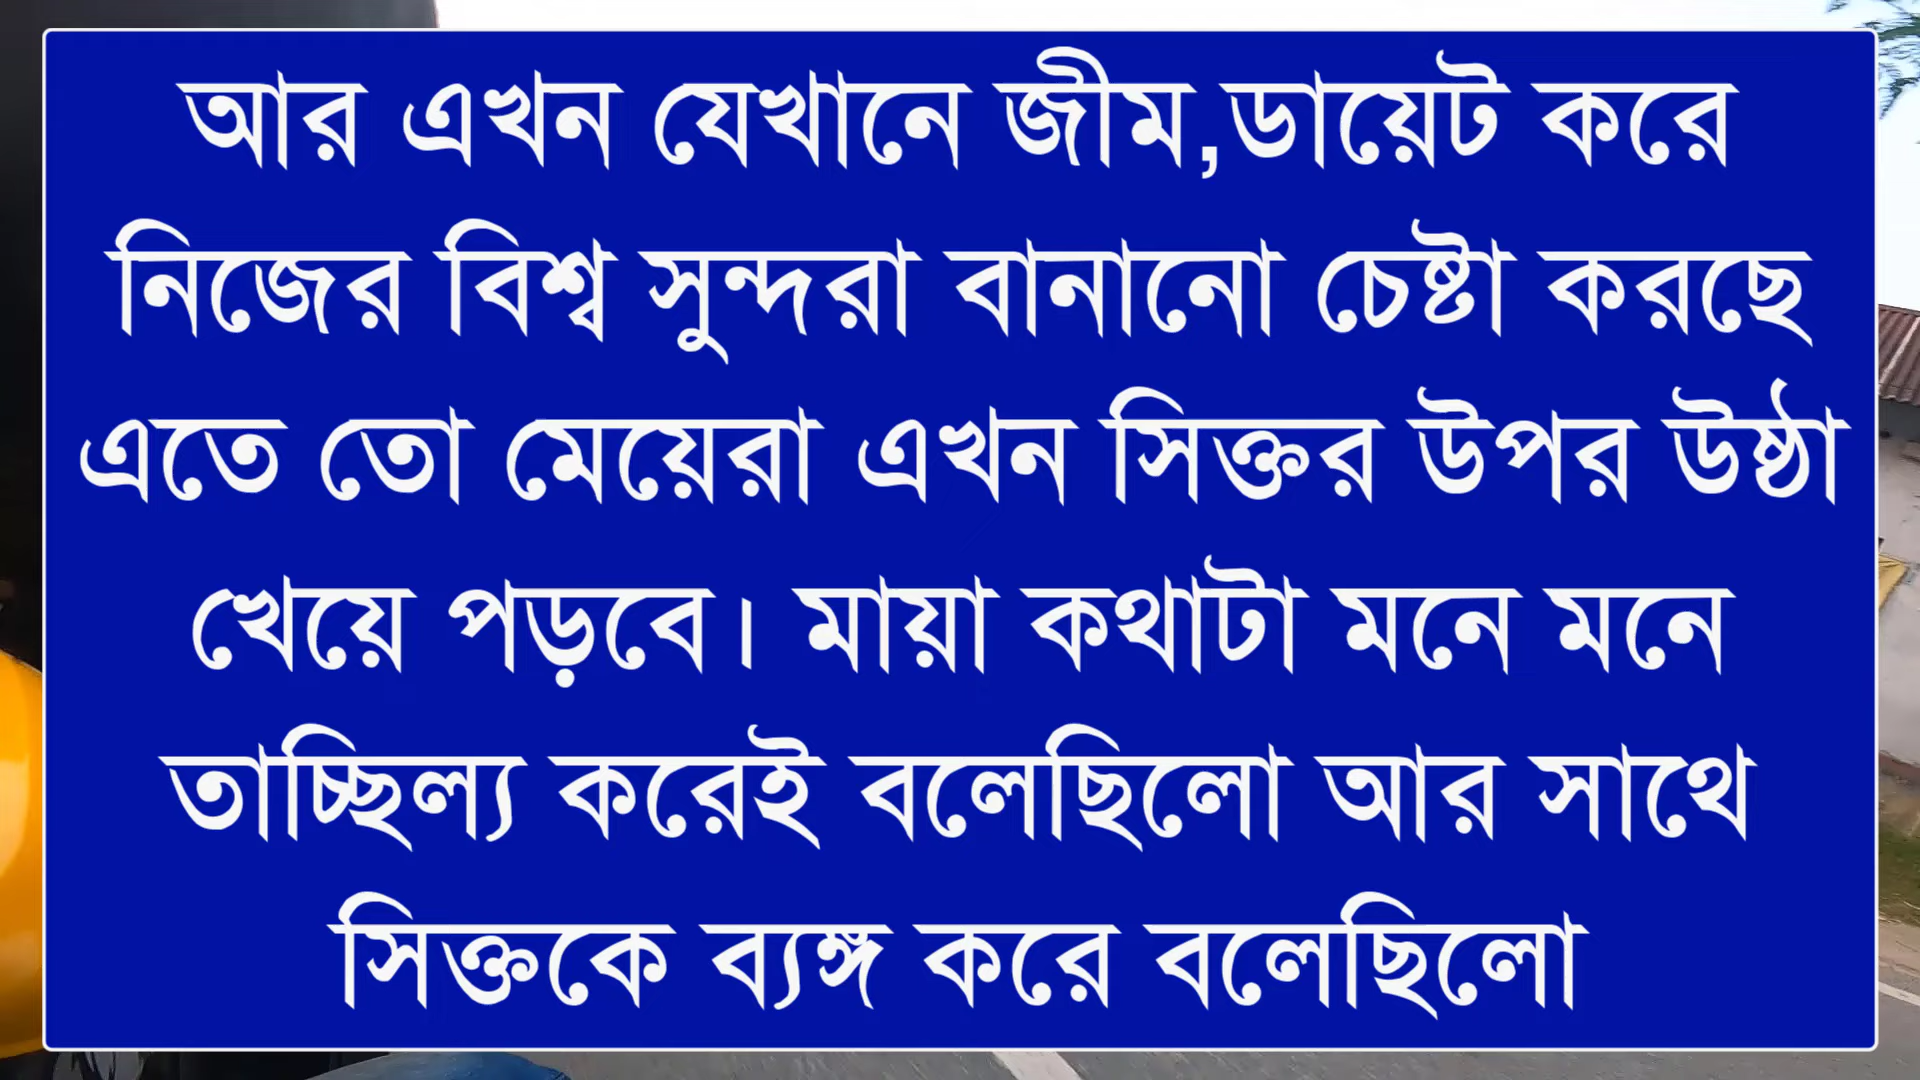 আর এখন যেখানে জীম,ডায়েট করে
নিজের বিশ্ব সুন্দরা বানানো চেষ্টা করছে
এতে তো মেয়েরা এখন সিক্তর উপর উষ্ঠা
খেয়ে পড়বে। মায়া কথাটা মনে মনে
তাচ্ছিল্য করেই বলেছিলো আর সাথে
সিক্তকে ব্যঙ্গ করে বলেছিলো